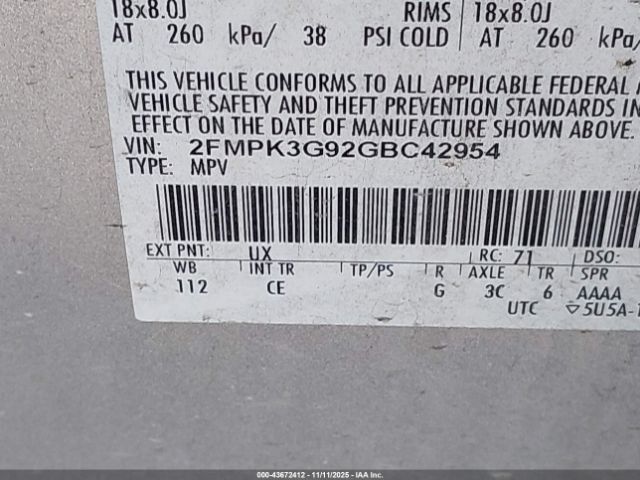 18x8.0J RIMS 18x8.0J
AT 260 kPa/ 38 PSI COLD AT 260 kPa/
THIS VEHICLE CONFORMS TO ALL APPLICABLE FEDERAL
VEHICLE SAFETY AND THEFT PREVENTION STANDARDS IN
EFFECT ON THE DATE OF MANUFACTURE SHOWN ABOVE.
VIN: 2FMPK3G92GBC42954
TYPE: MPV
EXT PNT: UX RC: 71 DSO:
WB INT TR TP/PS R AXLE TR SPR
112 CE G 3C 6 AAAA
UTC ▽5U5A-
000-43672412 - 11/11/2025 - IAA Inc.